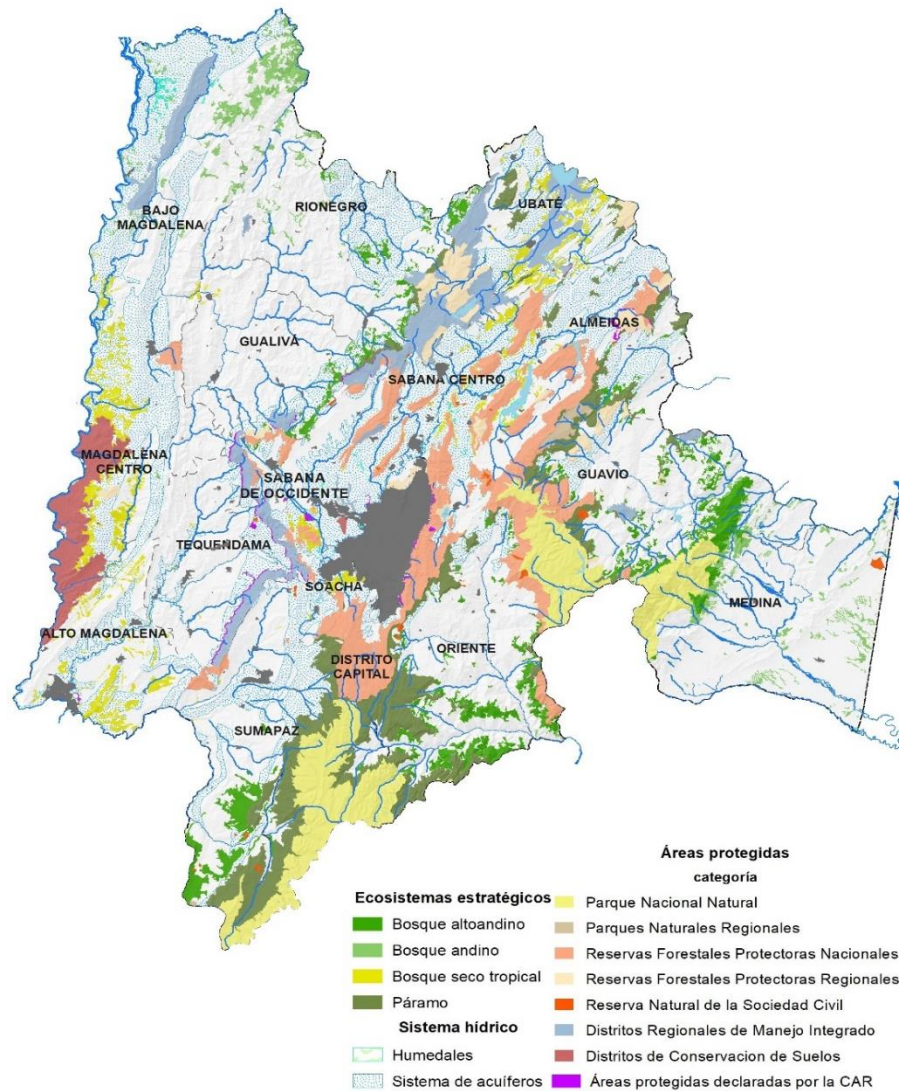 BAJO
MAGDALENA
RIONEGRO
UBATÉ
GUALIVÁ
ALMEIDAS
SABANA CENTRO
MAGDALENA
CENTRO
SABANA
DE OCCIDENTE
GUAVIO
TEQUENDAMA
SOACHA
MEDINA
ALTO MAGDALENA
DISTRITO
CAPITAL
ORIENTE
SUMAPAZ
Ecosistemas estratégicos
Bosque altoandino
Bosque andino
Bosque seco tropical
Páramo
Sistema hídrico
Humedales
Sistema de acuíferos
Áreas protegidas
categoría
Parque Nacional Natural
Parques Naturales Regionales
Reservas Forestales Protectoras Nacionales
Reservas Forestales Protectoras Regionales
Reserva Natural de la Sociedad Civil
Distritos Regionales de Manejo Integrado
Distritos de Conservacion de Suelos
Áreas protegidas declaradas por la CAR